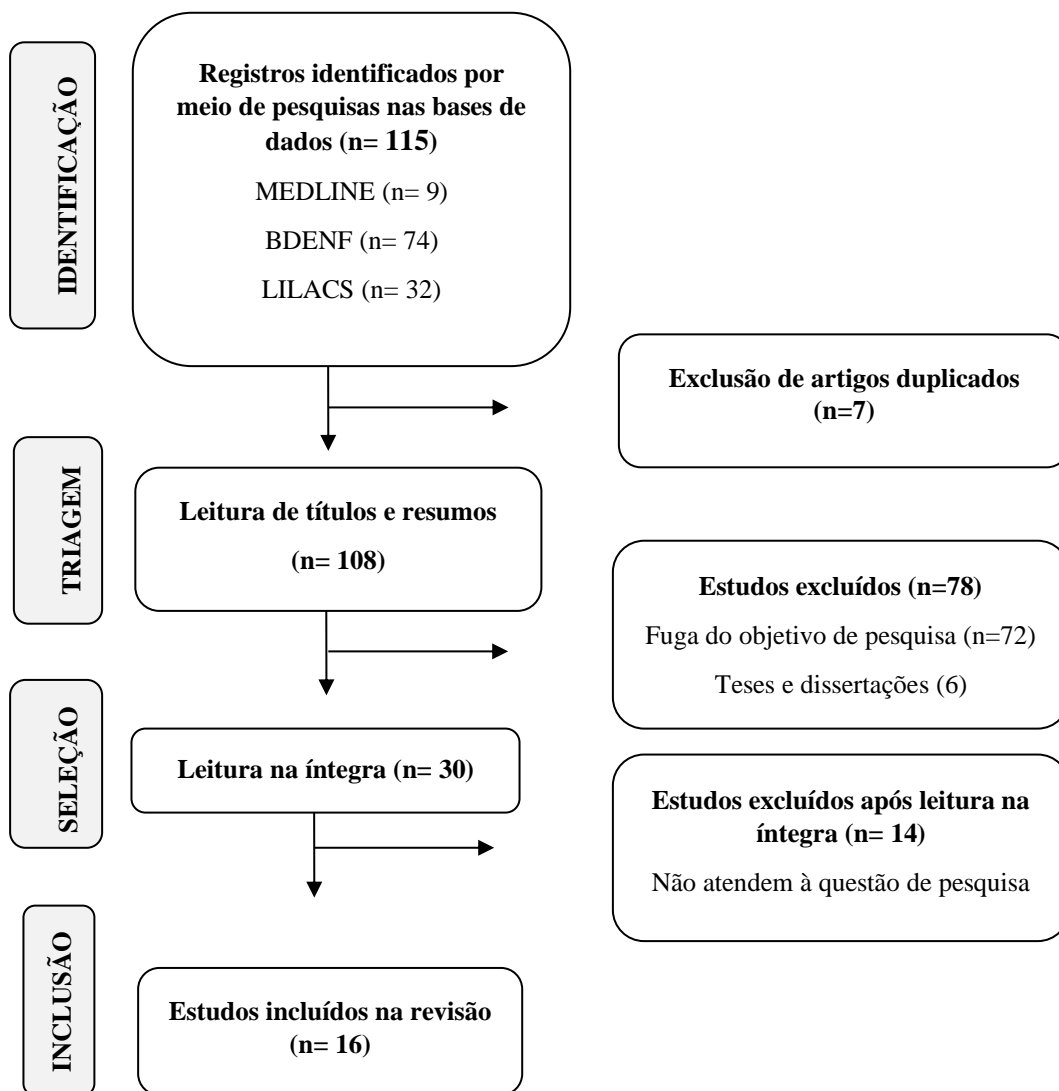 IDENTIFICAÇÃO
Registros identificados por
meio de pesquisas nas bases de
dados (n= 115)
MEDLINE (n= 9)
BDENF (n= 74)
LILACS (n= 32)
Exclusão de artigos duplicados
(n=7)
TRIAGEM
Leitura de títulos e resumos
(n= 108)
Estudos excluídos (n=78)
Fuga do objetivo de pesquisa (n=72)
Teses e dissertações (6)
SELEÇÃO
Leitura na íntegra (n= 30)
Estudos excluídos após leitura na
íntegra (n= 14)
Não atendem à questão de pesquisa
INCLUSÃO
Estudos incluídos na revisão
(n= 16)